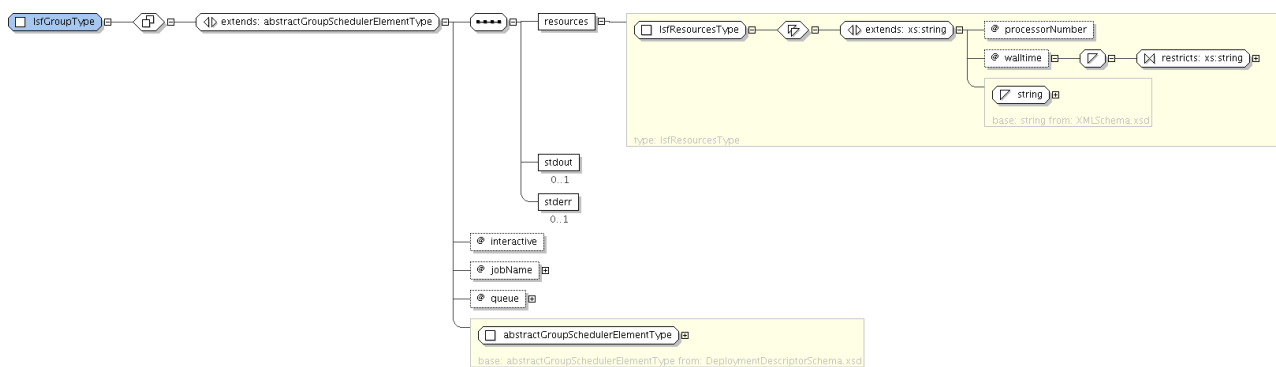 lsfGroupType
extends: abstractGroupSchedulerElementType
resources
lsfResourcesType
extends: xs:string
@ processorNumber
@ walltime
restricts: xs:string
string
base: string from: XMLSchema.xsd
type: lsfResourcesType
stdout
0..1
stderr
0..1
@ interactive
@ jobName
@ queue
abstractGroupSchedulerElementType
base: abstractGroupSchedulerElementType from: DeploymentDescriptorSchema.xsd